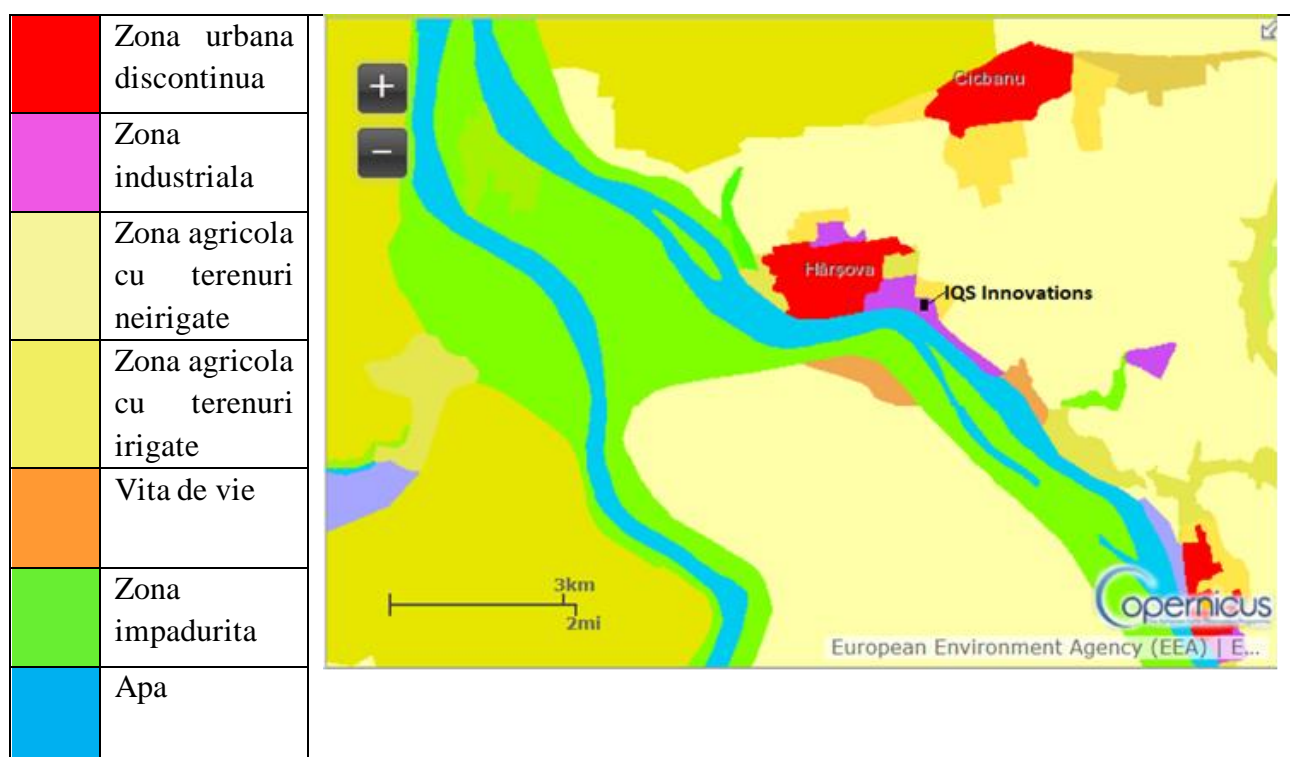 Zona urbana
discontinua
Zona
industriala
Zona agricola
cu terenuri
neirigate
Zona agricola
cu terenuri
irigate
Vita de vie
Zona
impadurita
Apa
+
−
Cicbanu
Hârşova
IQS Innovations
3km
2mi
opernicus
European Environment Agency (EEA) | E...